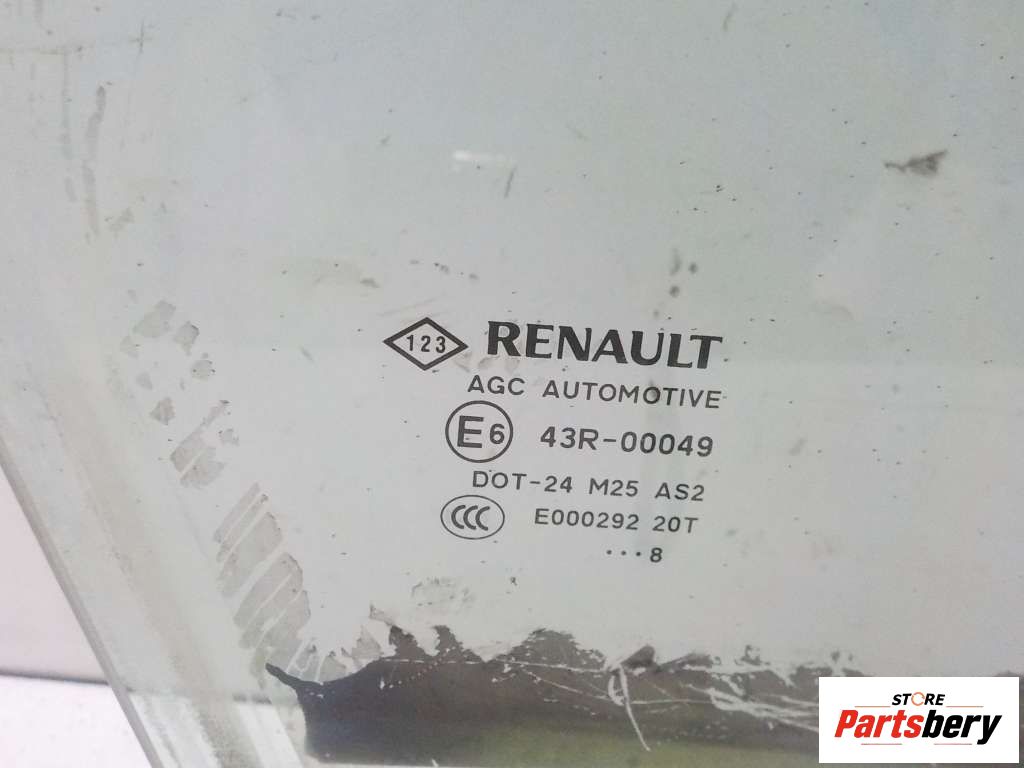 123 RENAULT
AGC AUTOMOTIVE
E6 43R-00049
DOT-24 M25 AS2
CCC E000292 20T
...8
STORE
Partsbery